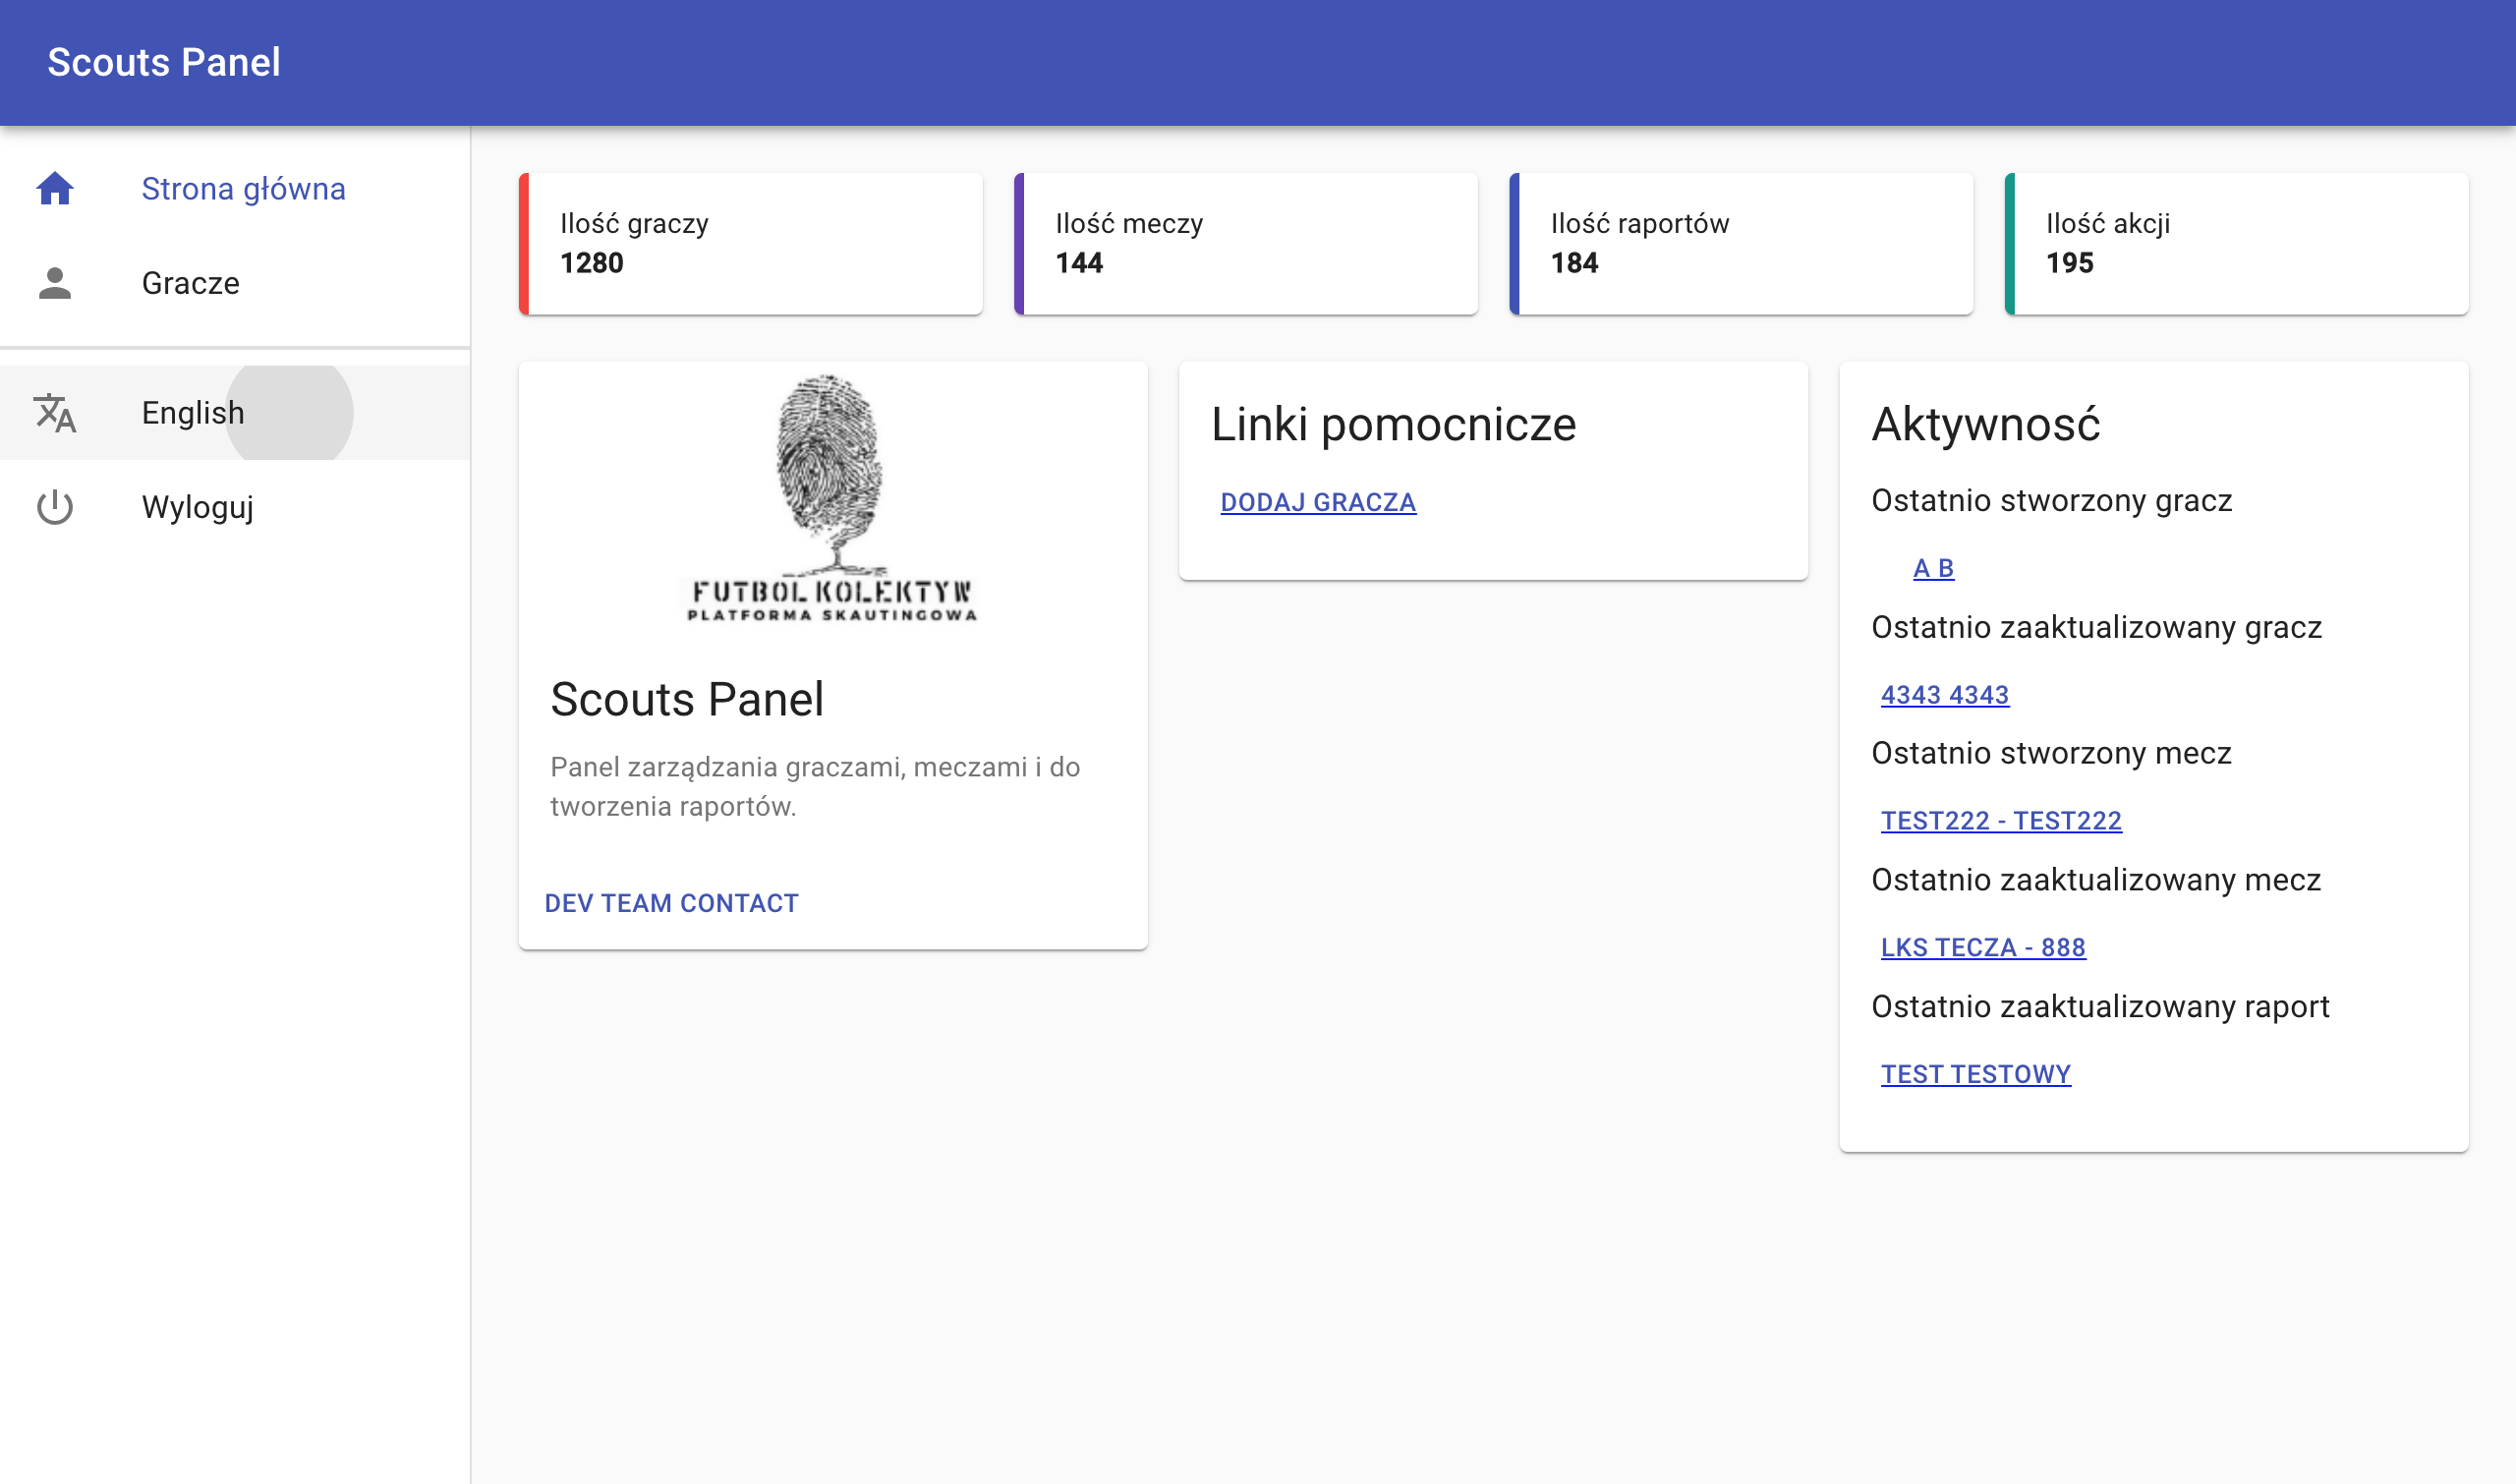 Scouts Panel
Strona główna
Gracze
English
Wyloguj
Ilość graczy
1280
Ilość meczy
144
Ilość raportów
184
Ilość akcji
195
FUTBOL KOLEKTYW
PLATFORMA SKAUTINGOWA
Scouts Panel
Panel zarządzania graczami, meczami i do
tworzenia raportów.
DEV TEAM CONTACT
Linki pomocnicze
DODAJ GRACZA
Aktywnosć
Ostatnio stworzony gracz
A B
Ostatnio zaaktualizowany gracz
4343 4343
Ostatnio stworzony mecz
TEST222 - TEST222
Ostatnio zaaktualizowany mecz
LKS TECZA - 888
Ostatnio zaaktualizowany raport
TEST TESTOWY